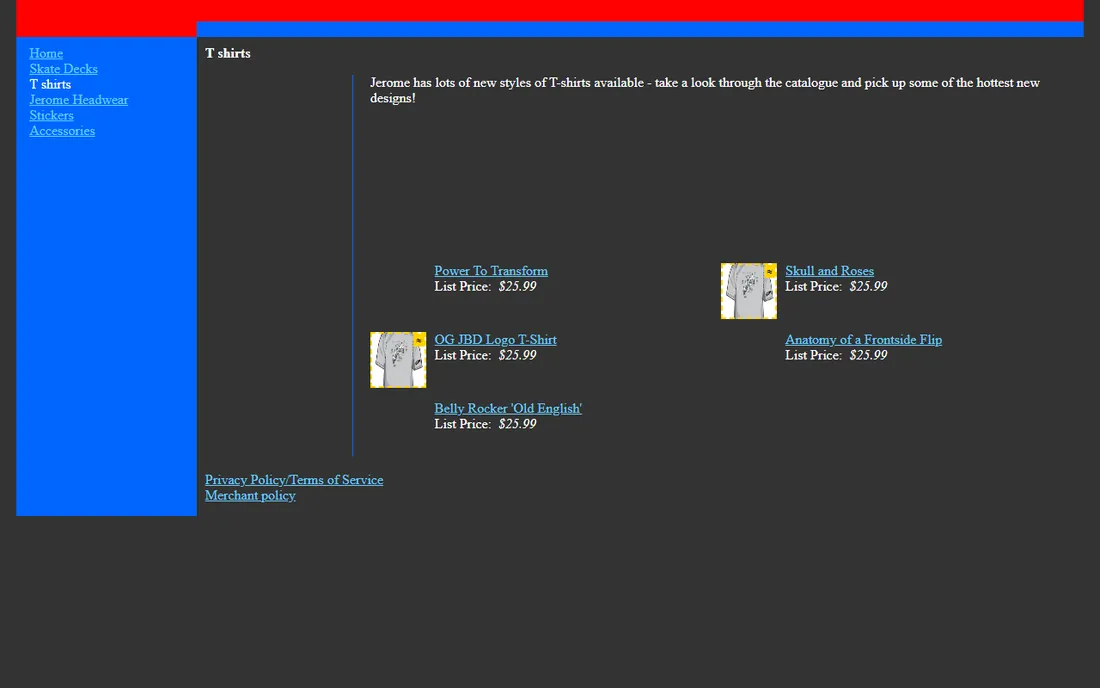 Home
Skate Decks
T shirts
Jerome Headwear
Stickers
Accessories
T shirts
Jerome has lots of new styles of T-shirts available - take a look through the catalogue and pick up some of the hottest new
designs!
Power To Transform
List Price: $25.99
Skull and Roses
List Price: $25.99
OG JBD Logo T-Shirt
List Price: $25.99
Anatomy of a Frontside Flip
List Price: $25.99
Belly Rocker 'Old English'
List Price: $25.99
Privacy Policy/Terms of Service
Merchant policy